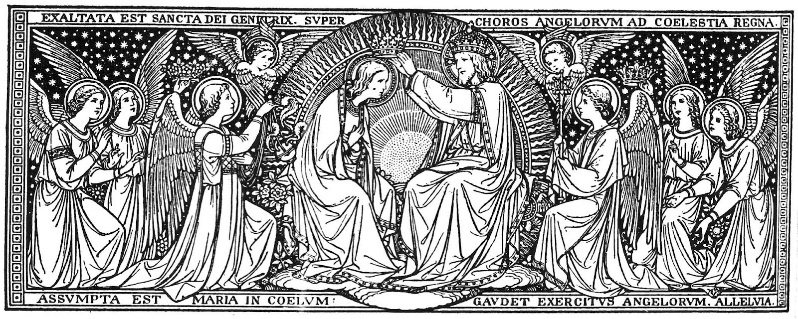 EXALTATA EST SANCTA DEI GENITRIX. SVPER CHOROS ANGELORVM AD COELESTIA REGNA.
ASSVMPTA EST MARIA IN COELVM: GAVDET EXERCITVS ANGELORVM. ALLELVIA.